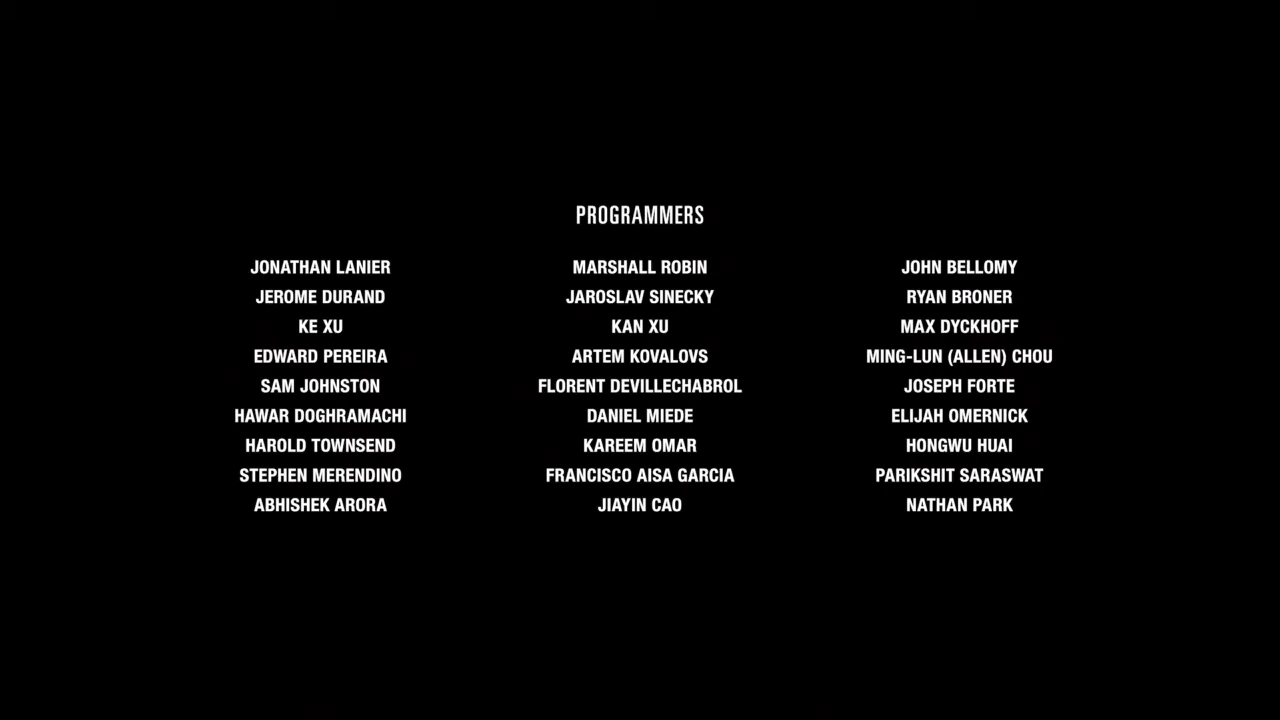 PROGRAMMERS
JONATHAN LANIER MARSHALL ROBIN JOHN BELLOMY
JEROME DURAND JAROSLAV SINECKY RYAN BRONER
KE XU KAN XU MAX DYCKHOFF
EDWARD PEREIRA ARTEM KOVALOVS MING-LUN (ALLEN) CHOU
SAM JOHNSTON FLORENT DEVILLECHABROL JOSEPH FORTE
HAWAR DOGHRAMACHI DANIEL MIEDE ELIJAH OMERNICK
HAROLD TOWNSEND KAREEM OMAR HONGWU HUAI
STEPHEN MERENDINO FRANCISCO AISA GARCIA PARIKSHIT SARASWAT
ABHISHEK ARORA JIAYIN CAO NATHAN PARK